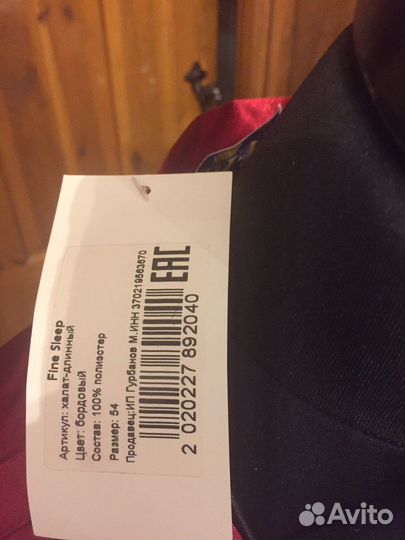 Fine Sleep
Артикул: халат-длинный
Цвет: бордовый
Состав: 100% полиэстер
Размер: 54
Продавец:ИП Гурбанов М.ИНН 370219563670
EAC
2 020227 892040
Avito